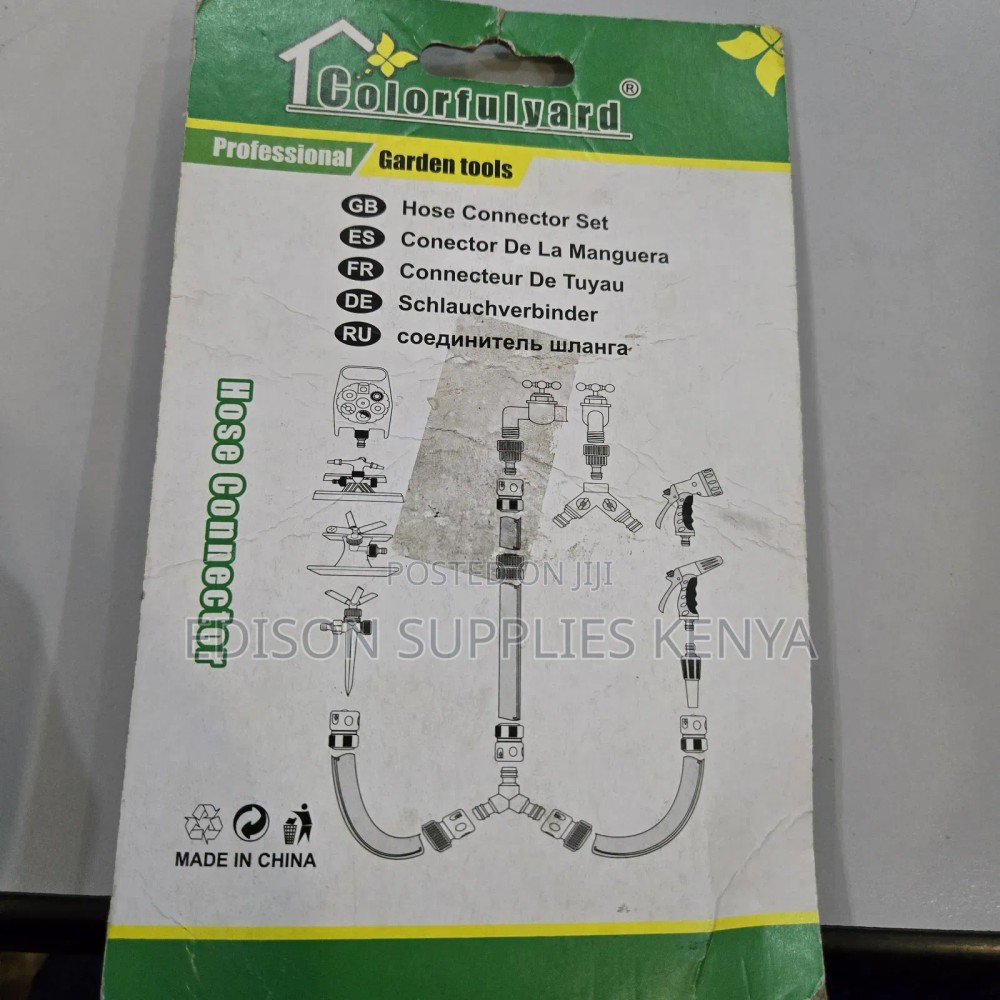 Colorfulyard®
Professional Garden tools
GB Hose Connector Set
ES Conector De La Manguera
FR Connecteur De Tuyau
DE Schlauchverbinder
RU соединитель шланга
Hose Connector
POSTED ON JIJI
EDISON SUPPLIES KENYA
MADE IN CHINA